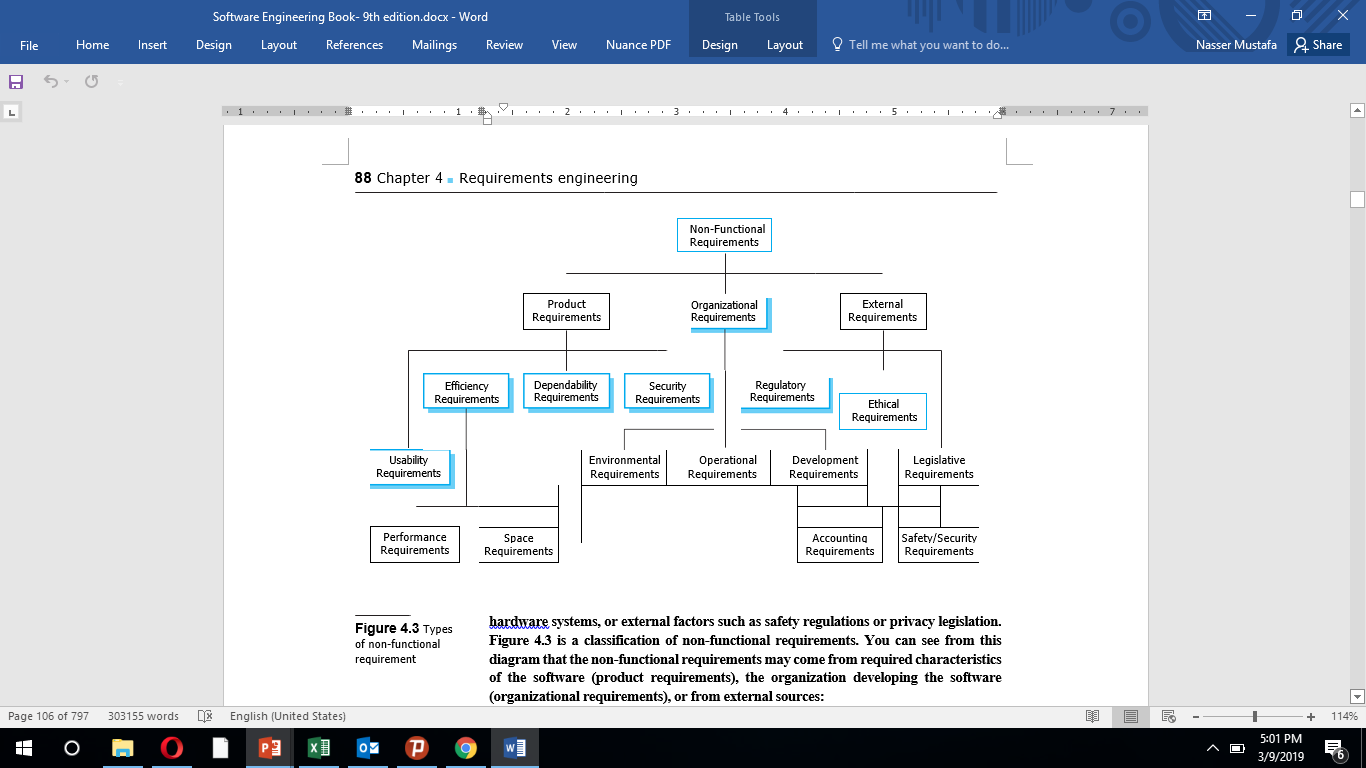 Software Engineering Book- 9th edition.docx - Word
Table Tools
File Home Insert Design Layout References Mailings Review View Nuance PDF Design Layout Tell me what you want to do... Nasser Mustafa Share
L
1 1 2 3 4 5 7
88 Chapter 4 ■ Requirements engineering
Non-Functional
Requirements
Product
Requirements
Organizational
Requirements
External
Requirements
Efficiency
Requirements
Dependability
Requirements
Security
Requirements
Regulatory
Requirements
Ethical
Requirements
Usability
Requirements
Environmental
Requirements
Operational
Requirements
Development
Requirements
Legislative
Requirements
Performance
Requirements
Space
Requirements
Accounting
Requirements
Safety/Security
Requirements
Figure 4.3 Types
of non-functional
requirement
hardware systems, or external factors such as safety regulations or privacy legislation.
Figure 4.3 is a classification of non-functional requirements. You can see from this
diagram that the non-functional requirements may come from required characteristics
of the software (product requirements), the organization developing the software
(organizational requirements), or from external sources:
Page 106 of 797 303155 words English (United States) 114%
5:01 PM
3/9/2019
6